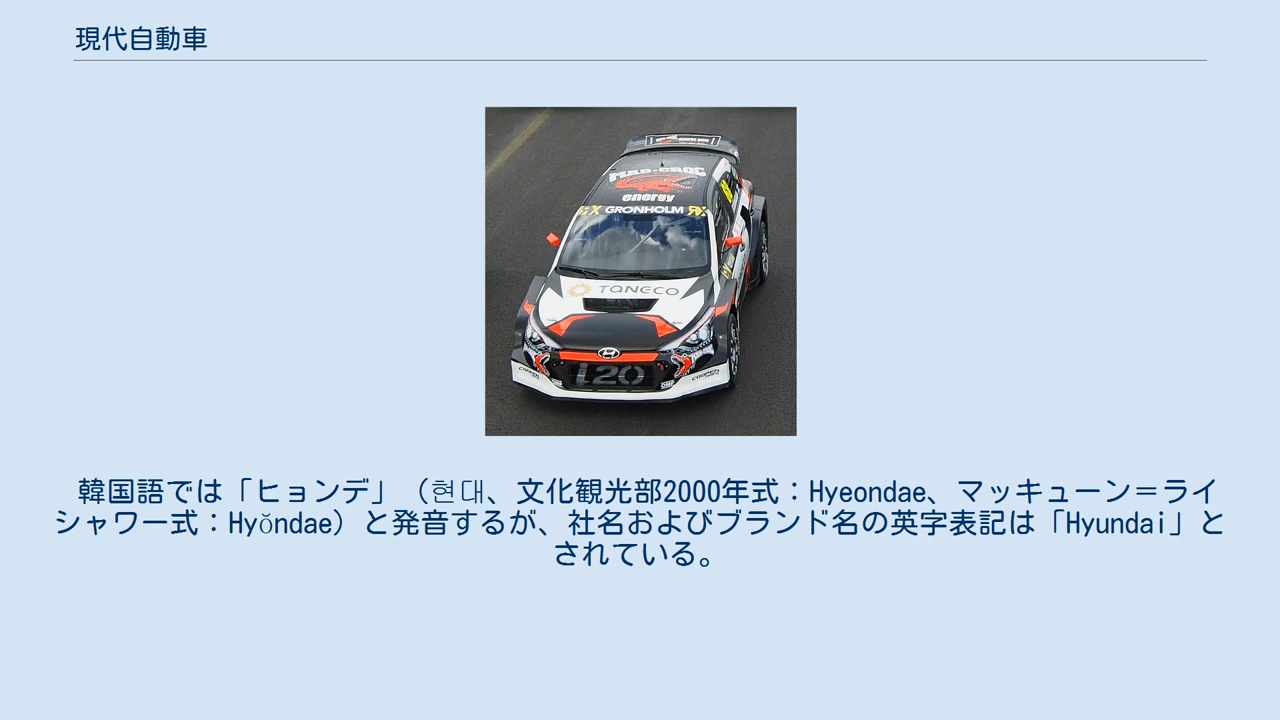 現代自動車
MAD-CROC
energy
RX GRONHOLM RX
TANECO
i20
COOPER
COOPER
韓国語では「ヒョンデ」（현대、文化観光部2000年式：Hyeondae、マッキューン＝ライ
シャワー式：Hyŏndae）と発音するが、社名およびブランド名の英字表記は「Hyundai」と
されている。